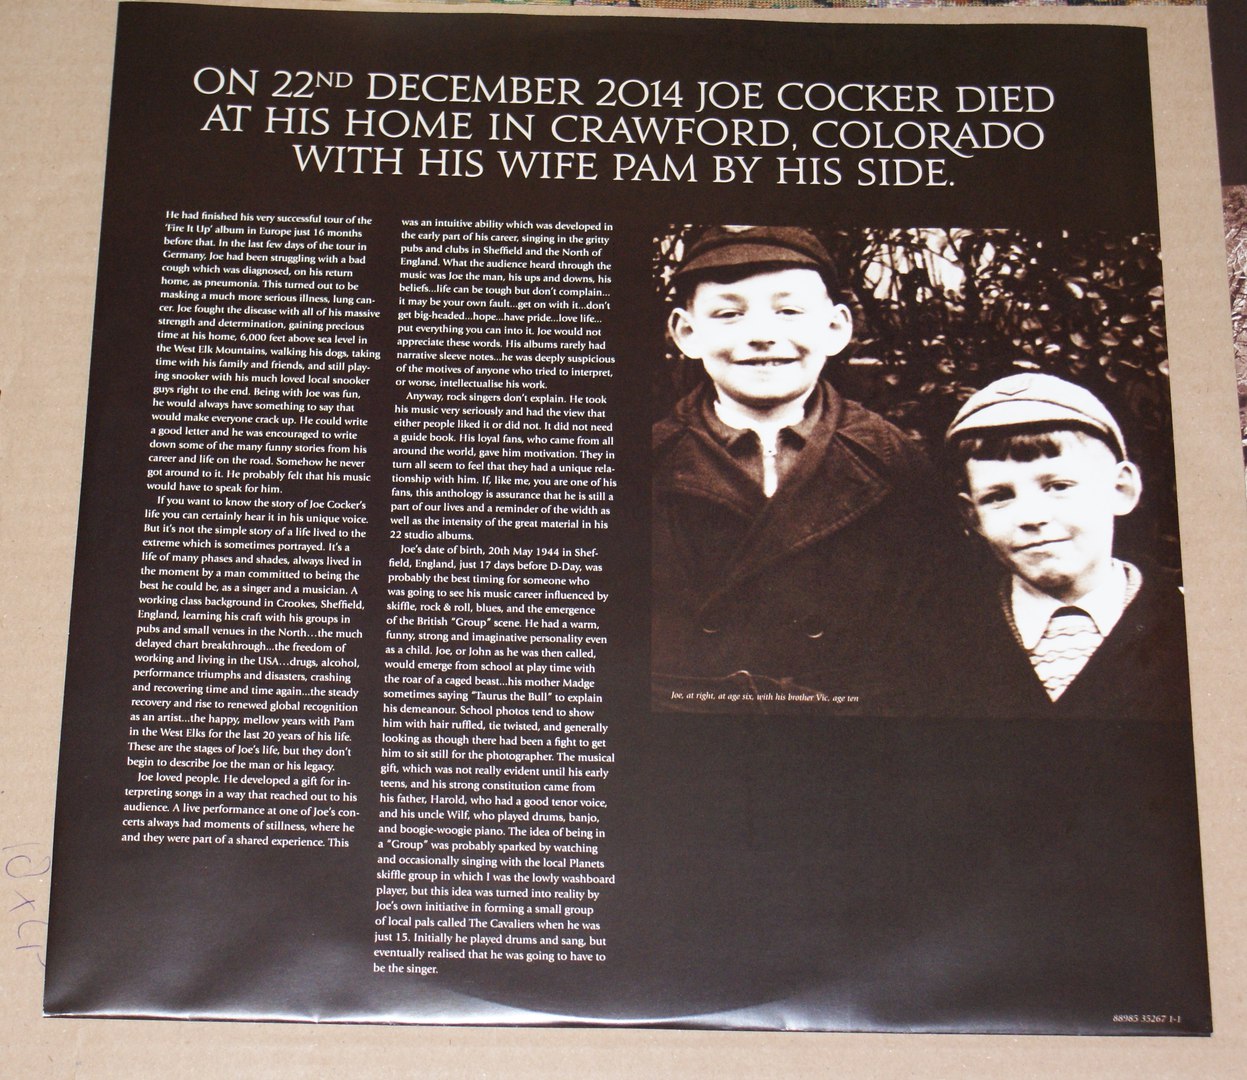 ON 22ND DECEMBER 2014 JOE COCKER DIED
AT HIS HOME IN CRAWFORD, COLORADO
WITH HIS WIFE PAM BY HIS SIDE.
He had finished his very successful tour of the
'Fire It Up' album in Europe just 16 months
before that. In the last few days of the tour in
Germany, Joe had been struggling with a bad
cough which was diagnosed, on his return
home, as pneumonia. This turned out to be
masking a much more serious illness, lung can-
cer. Joe fought the disease with all of his massive
strength and determination, gaining precious
time at his home, 6,000 feet above sea level in
the West Elk Mountains, walking his dogs, taking
time with his family and friends, and still play-
ing snooker with his much loved local snooker
guys right to the end. Being with Joe was fun,
he would always have something to say that
would make everyone crack up. He could write
a good letter and he was encouraged to write
down some of the many funny stories from his
career and life on the road. Somehow he never
got around to it. He probably felt that his music
would have to speak for him.
If you want to know the story of Joe Cocker's
life you can certainly hear it in his unique voice.
But it's not the simple story of a life lived to the
extreme which is sometimes portrayed. It's a
life of many phases and shades, always lived in
the moment by a man committed to being the
best he could be, as a singer and a musician. A
working class background in Crookes, Sheffield,
England, learning his craft with his groups in
pubs and small venues in the North...the much
delayed chart breakthrough...the freedom of
working and living in the USA...drugs, alcohol,
performance triumphs and disasters, crashing
and recovering time and time again...the steady
recovery and rise to renewed global recognition
as an artist...the happy, mellow years with Pam
in the West Elks for the last 20 years of his life.
These are the stages of Joe's life, but they don't
begin to describe Joe the man or his legacy.
Joe loved people. He developed a gift for in-
terpreting songs in a way that reached out to his
audience. A live performance at one of Joe's con-
certs always had moments of stillness, where he
and they were part of a shared experience. This
was an intuitive ability which was developed in
the early part of his career, singing in the gritty
pubs and clubs in Sheffield and the North of
England. What the audience heard through the
music was Joe the man, his ups and downs, his
beliefs...life can be tough but don't complain...
it may be your own fault...get on with it...don't
get big-headed...hope...have pride...love life...
put everything you can into it. Joe would not
appreciate these words. His albums rarely had
narrative sleeve notes...he was deeply suspicious
of the motives of anyone who tried to interpret,
or worse, intellectualise his work.
Anyway, rock singers don't explain. He took
his music very seriously and had the view that
either people liked it or did not. It did not need
a guide book. His loyal fans, who came from all
around the world, gave him motivation. They in
turn all seem to feel that they had a unique rela-
tionship with him. If, like me, you are one of his
fans, this anthology is assurance that he is still a
part of our lives and a reminder of the width as
well as the intensity of the great material in his
22 studio albums.
Joe's date of birth, 20th May 1944 in Shef-
field, England, just 17 days before D-Day, was
probably the best timing for someone who
was going to see his music career influenced by
skiffle, rock & roll, blues, and the emergence
of the British "Group" scene. He had a warm,
funny, strong and imaginative personality even
as a child. Joe, or John as he was then called,
would emerge from school at play time with
the roar of a caged beast...his mother Madge
sometimes saying "Taurus the Bull" to explain
his demeanour. School photos tend to show
him with hair ruffled, tie twisted, and generally
looking as though there had been a fight to get
him to sit still for the photographer. The musical
gift, which was not really evident until his early
teens, and his strong constitution came from
his father, Harold, who had a good tenor voice,
and his uncle Wilf, who played drums, banjo,
and boogie-woogie piano. The idea of being in
a "Group" was probably sparked by watching
and occasionally singing with the local Planets
skiffle group in which I was the lowly washboard
player, but this idea was turned into reality by
Joe's own initiative in forming a small group
of local pals called The Cavaliers when he was
just 15. Initially he played drums and sang, but
eventually realised that he was going to have to
be the singer.
Joe, at right, at age six, with his brother Vic, age ten
88985 35267 1-1